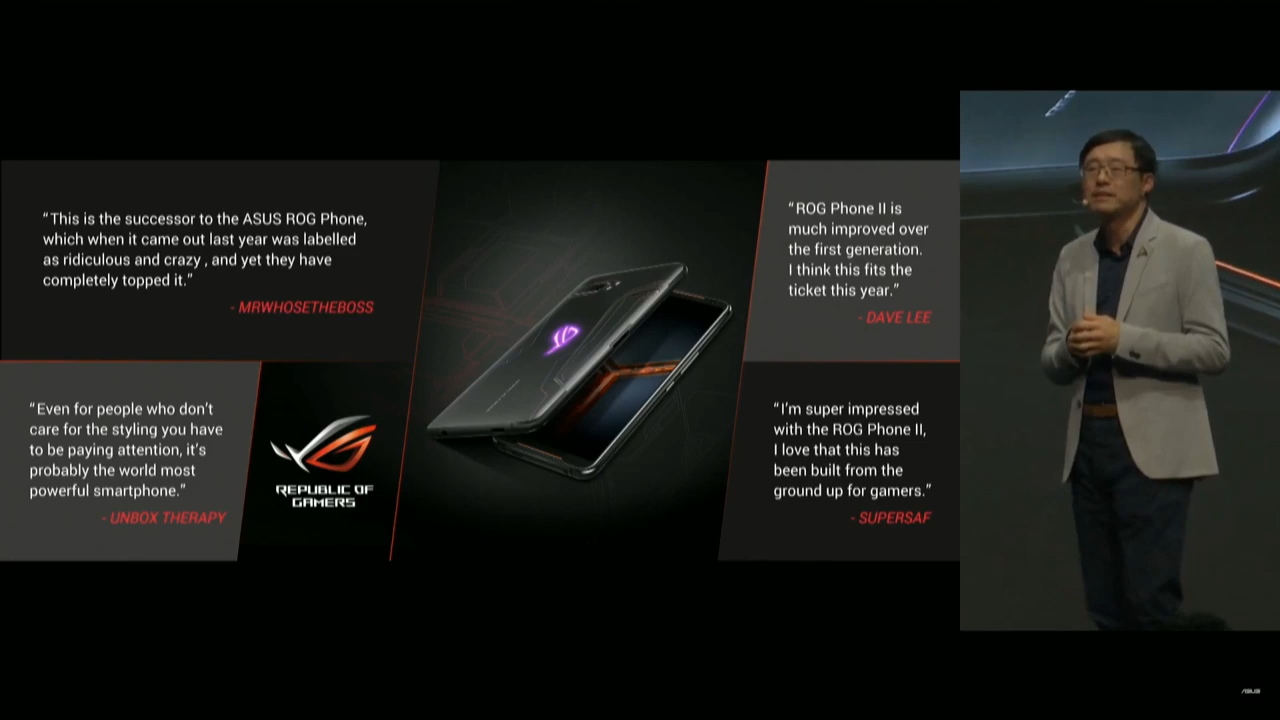 “This is the successor to the ASUS ROG Phone,
which when it came out last year was labelled
as ridiculous and crazy , and yet they have
completely topped it.”
- MRWHOSETHEBOSS
“ROG Phone II is
much improved over
the first generation.
I think this fits the
ticket this year.”
- DAVE LEE
“Even for people who don’t
care for the styling you have
to be paying attention, it’s
probably the world most
powerful smartphone.”
- UNBOX THERAPY
REPUBLIC OF
GAMERS
“I’m super impressed
with the ROG Phone II,
I love that this has
been built from the
ground up for gamers.”
- SUPERSAF
ASUS